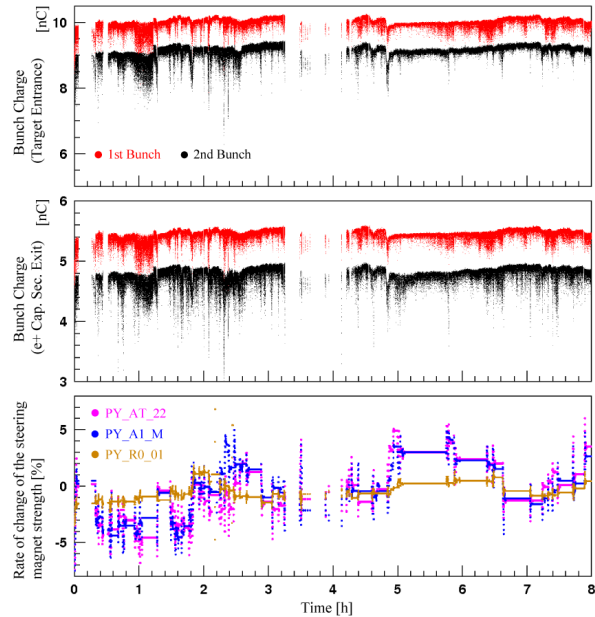 [nC]
10
8
6
Bunch Charge
(Target Entrance)
1st Bunch
2nd Bunch
[nC]
6
5
4
3
Bunch Charge
(e+ Cap. Sec. Exit)
PY_AT_22
PY_A1_M
PY_R0_01
5
0
-5
Rate of change of the steering
magnet strength [%]
0 1 2 3 4 5 6 7 8
Time [h]